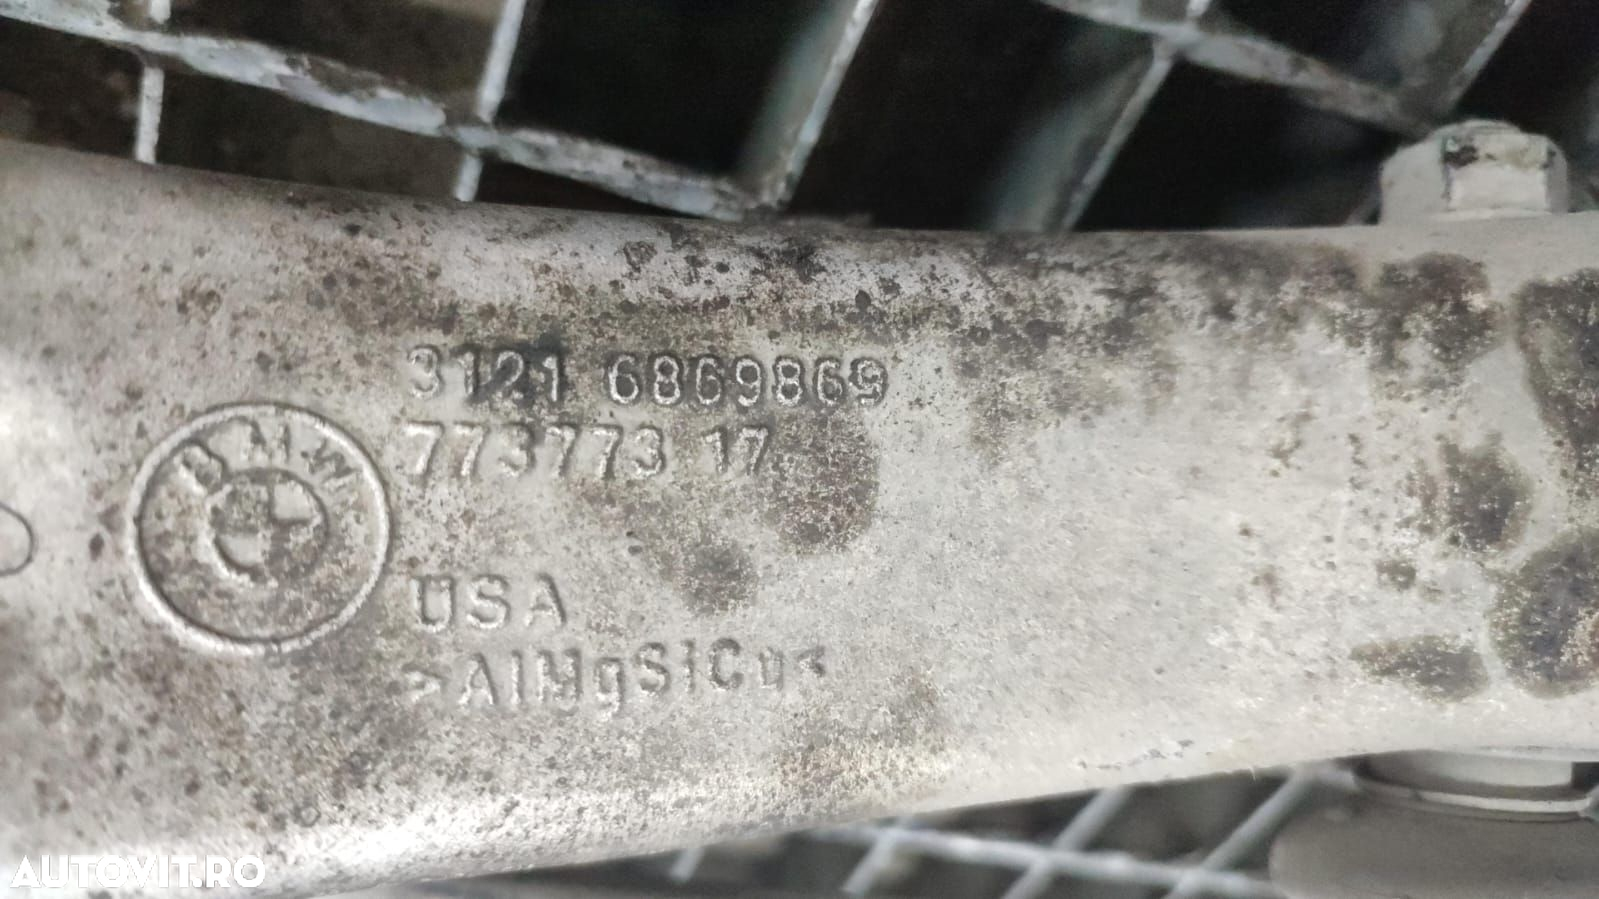 3121 6869869
773773 17
BMW
USA
>AlMgSiCu<
AUTOVIT.RO